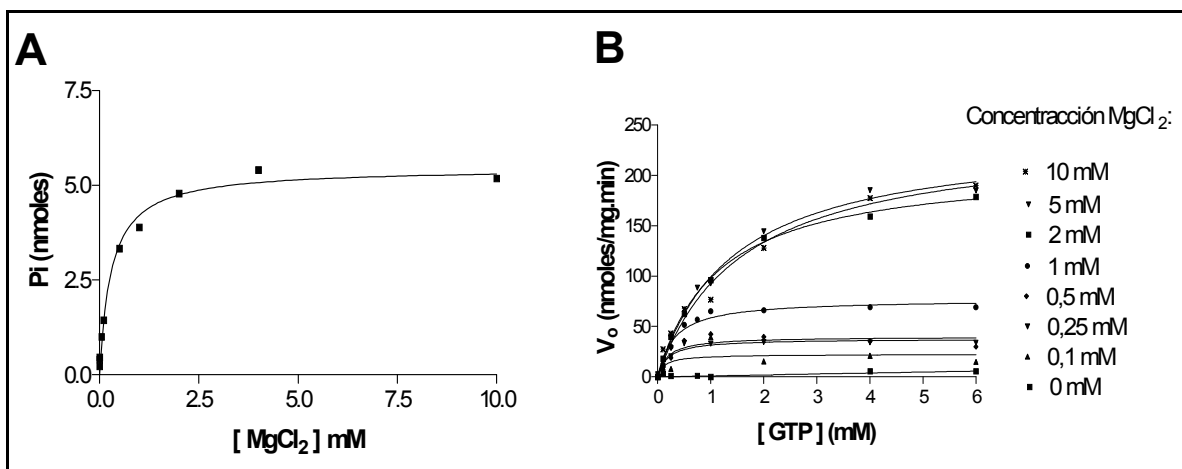 A
7.5
5.0
2.5
0.0
Pi (nmoles)
0.0
2.5
5.0
7.5
10.0
[ MgCl2 ] mM
B
250
200
150
100
50
0
Vo (nmoles/mg.min)
0
1
2
3
4
5
6
[ GTP ] (mM)
Concentracción MgCl2:
10 mM
5 mM
2 mM
1 mM
0,5 mM
0,25 mM
0,1 mM
0 mM